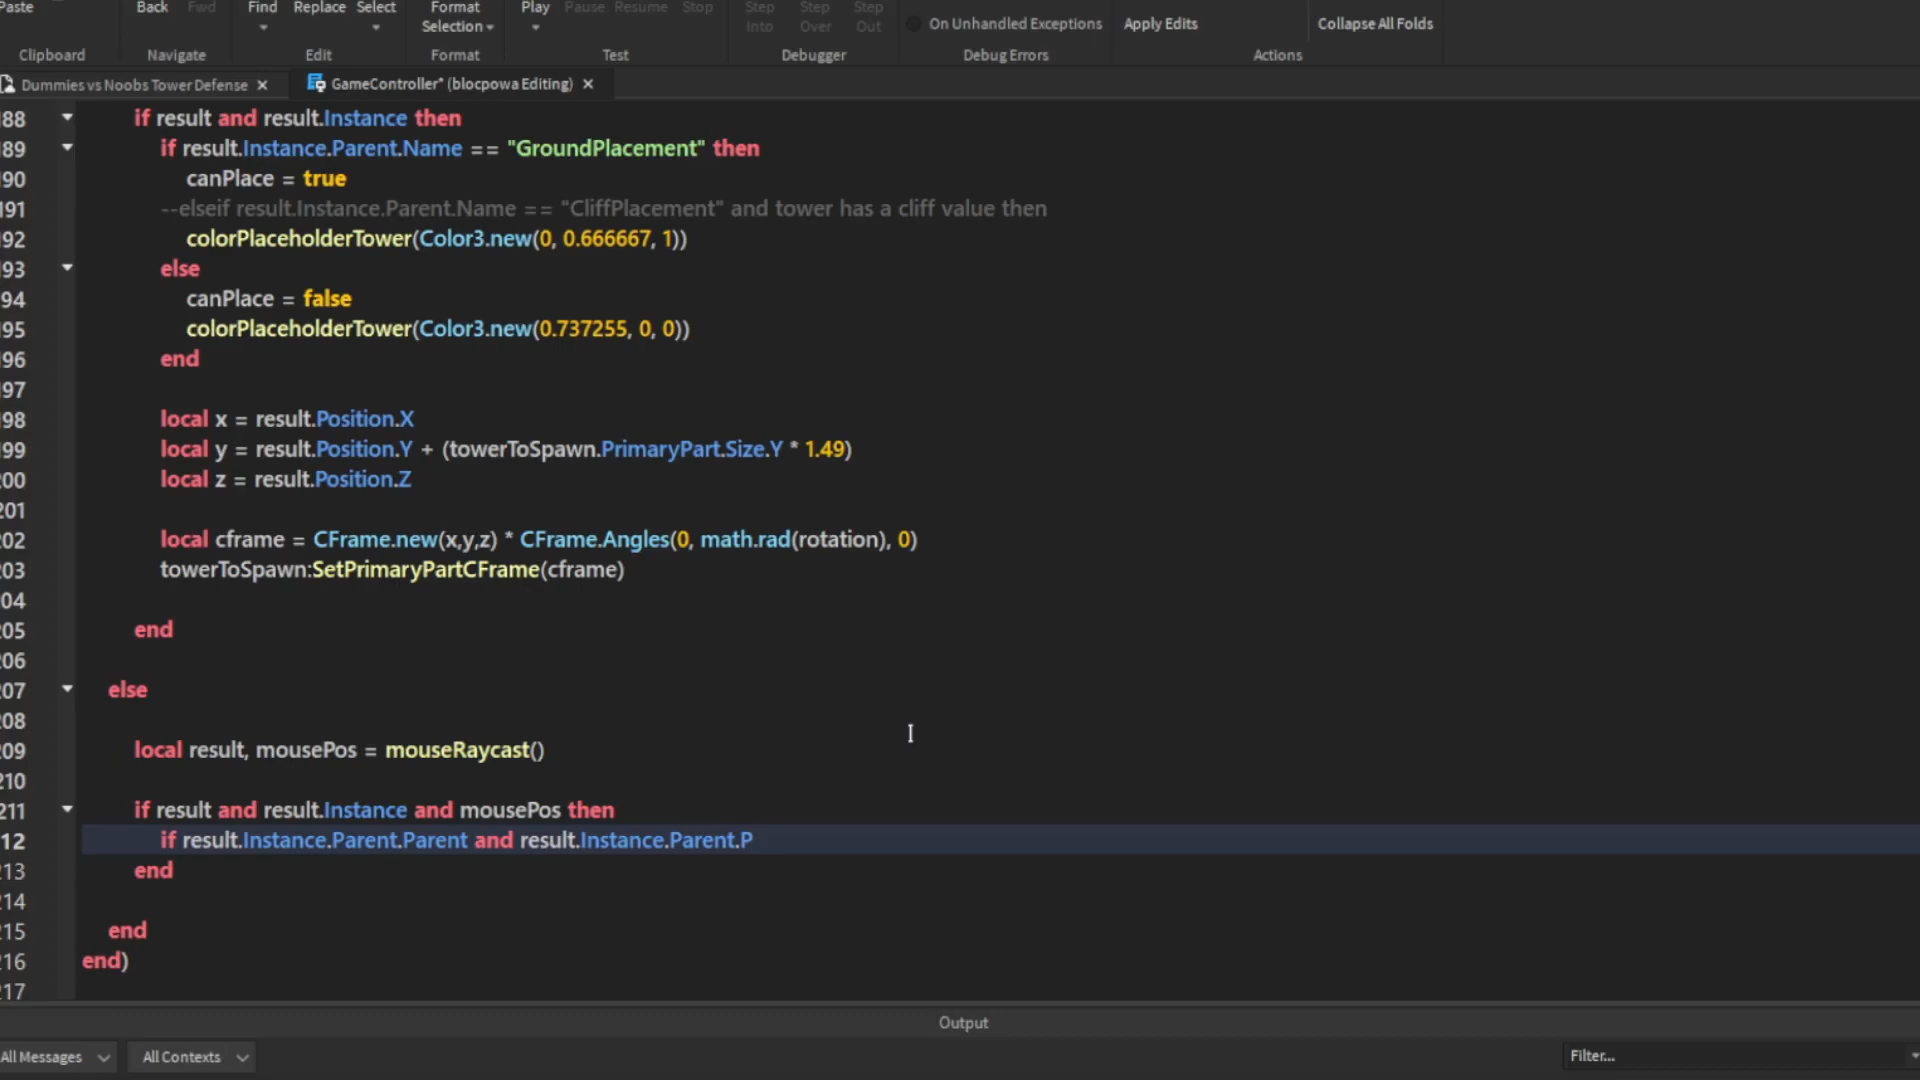 Paste Back Fwd Find Replace Select Format Play Pause Resume Stop Step Step Step
Selection Into Over Out On Unhandled Exceptions Apply Edits Collapse All Folds
Clipboard Navigate Edit Format Test Debugger Debug Errors Actions
Dummies vs Noobs Tower Defense GameController* (blocpowa Editing)
88 if result and result.Instance then
89 if result.Instance.Parent.Name == "GroundPlacement" then
90 canPlace = true
91 --elseif result.Instance.Parent.Name == "CliffPlacement" and tower has a cliff value then
92 colorPlaceholderTower(Color3.new(0, 0.666667, 1))
93 else
94 canPlace = false
95 colorPlaceholderTower(Color3.new(0.737255, 0, 0))
96 end
97
98 local x = result.Position.X
99 local y = result.Position.Y + (towerToSpawn.PrimaryPart.Size.Y * 1.49)
00 local z = result.Position.Z
01
02 local cframe = CFrame.new(x,y,z) * CFrame.Angles(0, math.rad(rotation), 0)
03 towerToSpawn:SetPrimaryPartCFrame(cframe)
04
05 end
06
07 else
08
09 local result, mousePos = mouseRaycast()
10
11 if result and result.Instance and mousePos then
12 if result.Instance.Parent.Parent and result.Instance.Parent.P
13 end
14
15 end
16 end)
17
Output
All Messages All Contexts Filter...